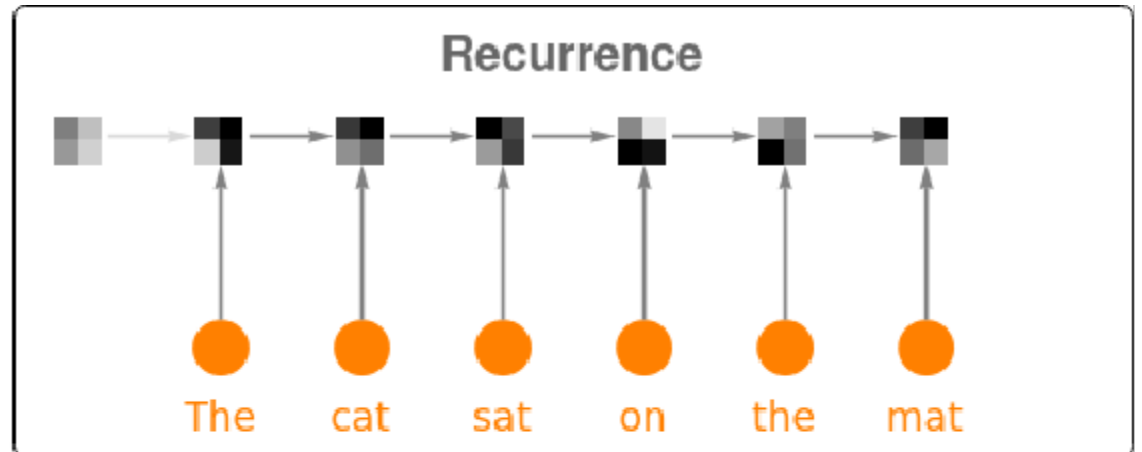 Recurrence
The cat sat on the mat